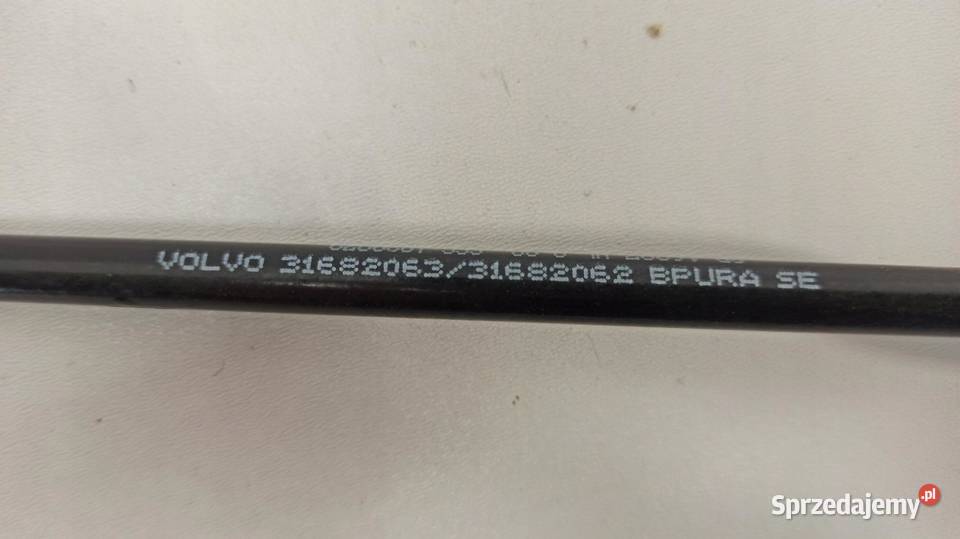 VOLVO 31682063/31682062 BPURA SE
Sprzedajemy.pl